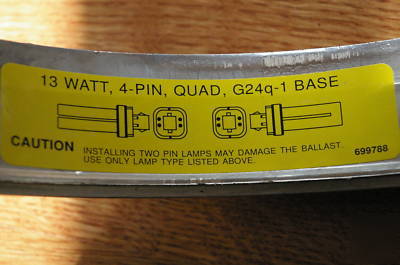 13 WATT, 4-PIN, QUAD, G24q-1 BASE
CAUTION INSTALLING TWO PIN LAMPS MAY DAMAGE THE BALLAST.
USE ONLY LAMP TYPE LISTED ABOVE. 699788